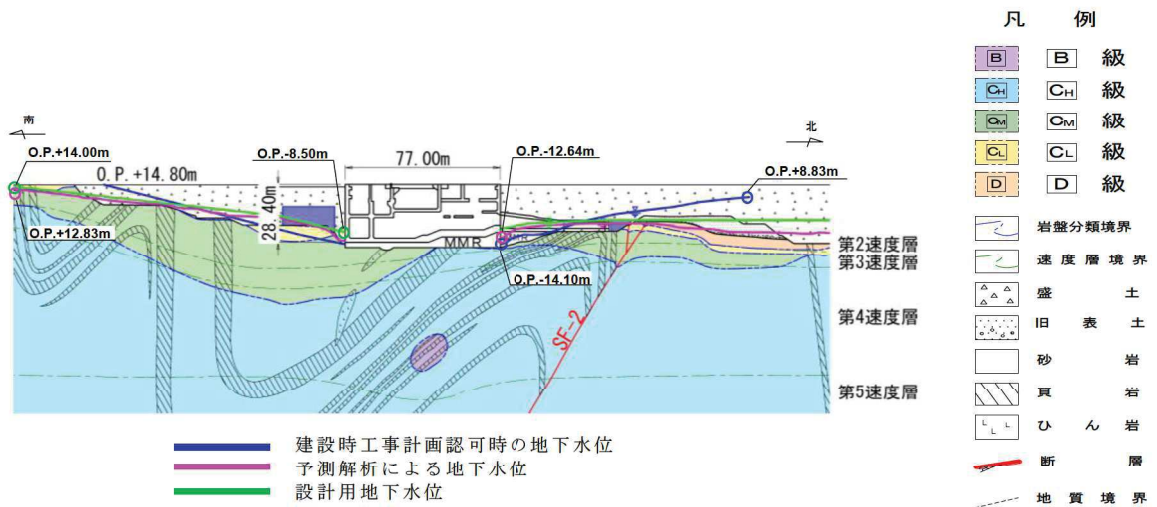 凡 例
B B 級
CH CH 級
CM CM 級
CL CL 級
D D 級
岩盤分類境界
速度層境界
盛 土
旧 表 土
砂 岩
頁 岩
ひ ん 岩
断 層
地 質 境 界
南
北
O.P.+14.00m
O.P.-8.50m
77.00m
O.P.-12.64m
O.P.+8.83m
O.P.+14.80m
28.40m
O.P.+12.83m
MMR
O.P.-14.10m
SF-2
第2速度層
第3速度層
第4速度層
第5速度層
建設時工事計画認可時の地下水位
予測解析による地下水位
設計用地下水位